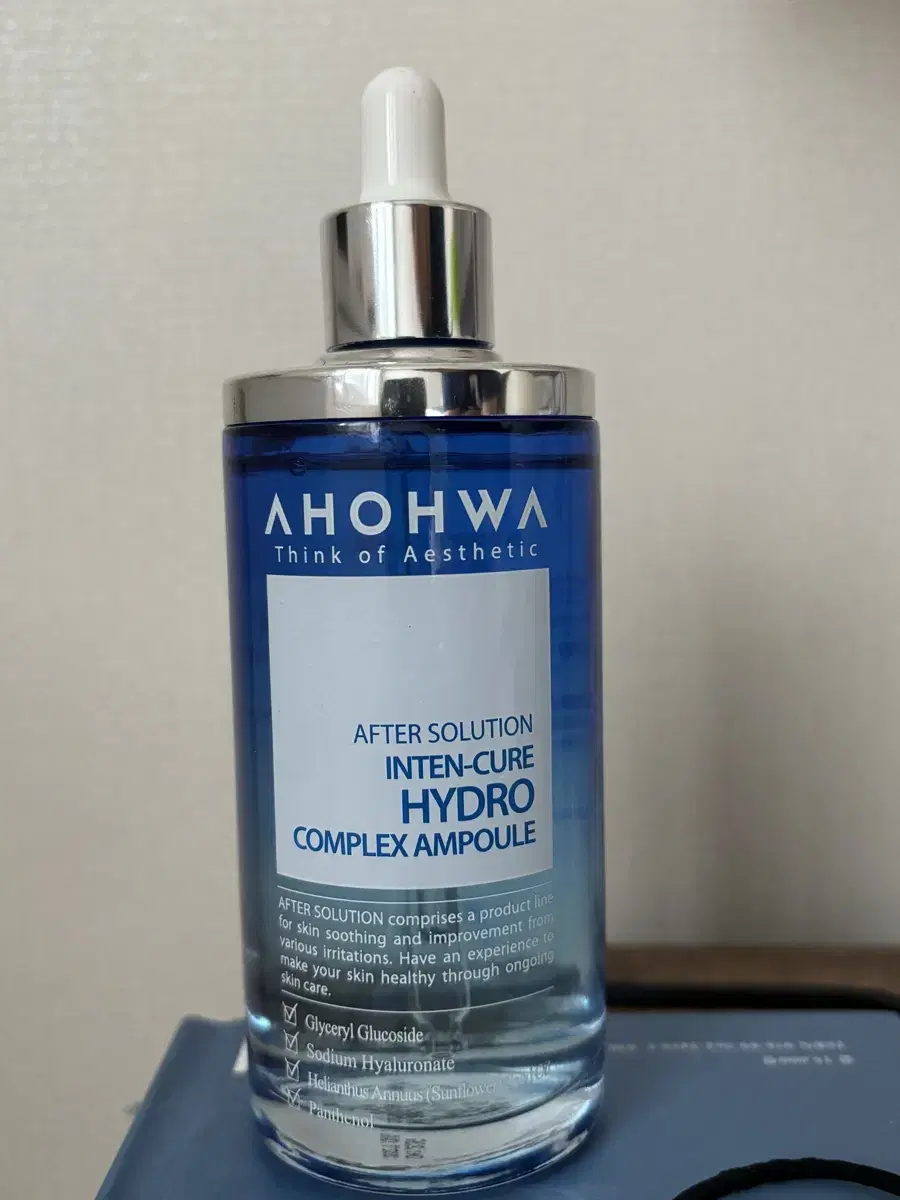 AHOHWA
Think of Aesthetic
AFTER SOLUTION
INTEN-CURE
HYDRO
COMPLEX AMPOULE
AFTER SOLUTION comprises a product line
for skin soothing and improvement from
various irritations. Have an experience to
make your skin healthy through ongoing
skin care.
Glyceryl Glucoside
Sodium Hyaluronate
Helianthus Annuus (Sunflower)
Panthenol